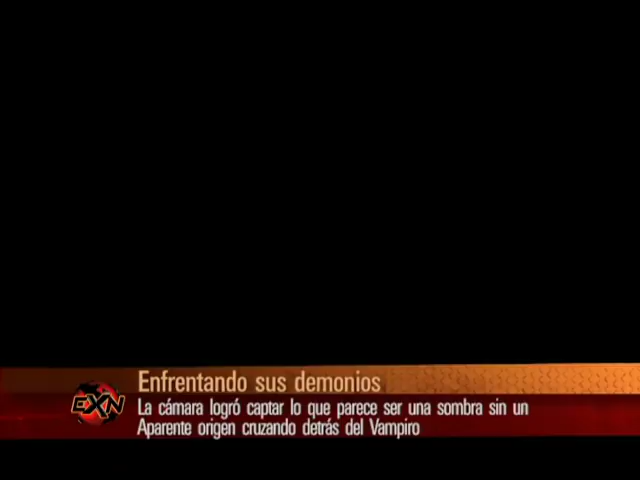 Enfrentando sus demonios
EXN
La cámara logró captar lo que parece ser una sombra sin un
Aparente origen cruzando detrás del Vampiro